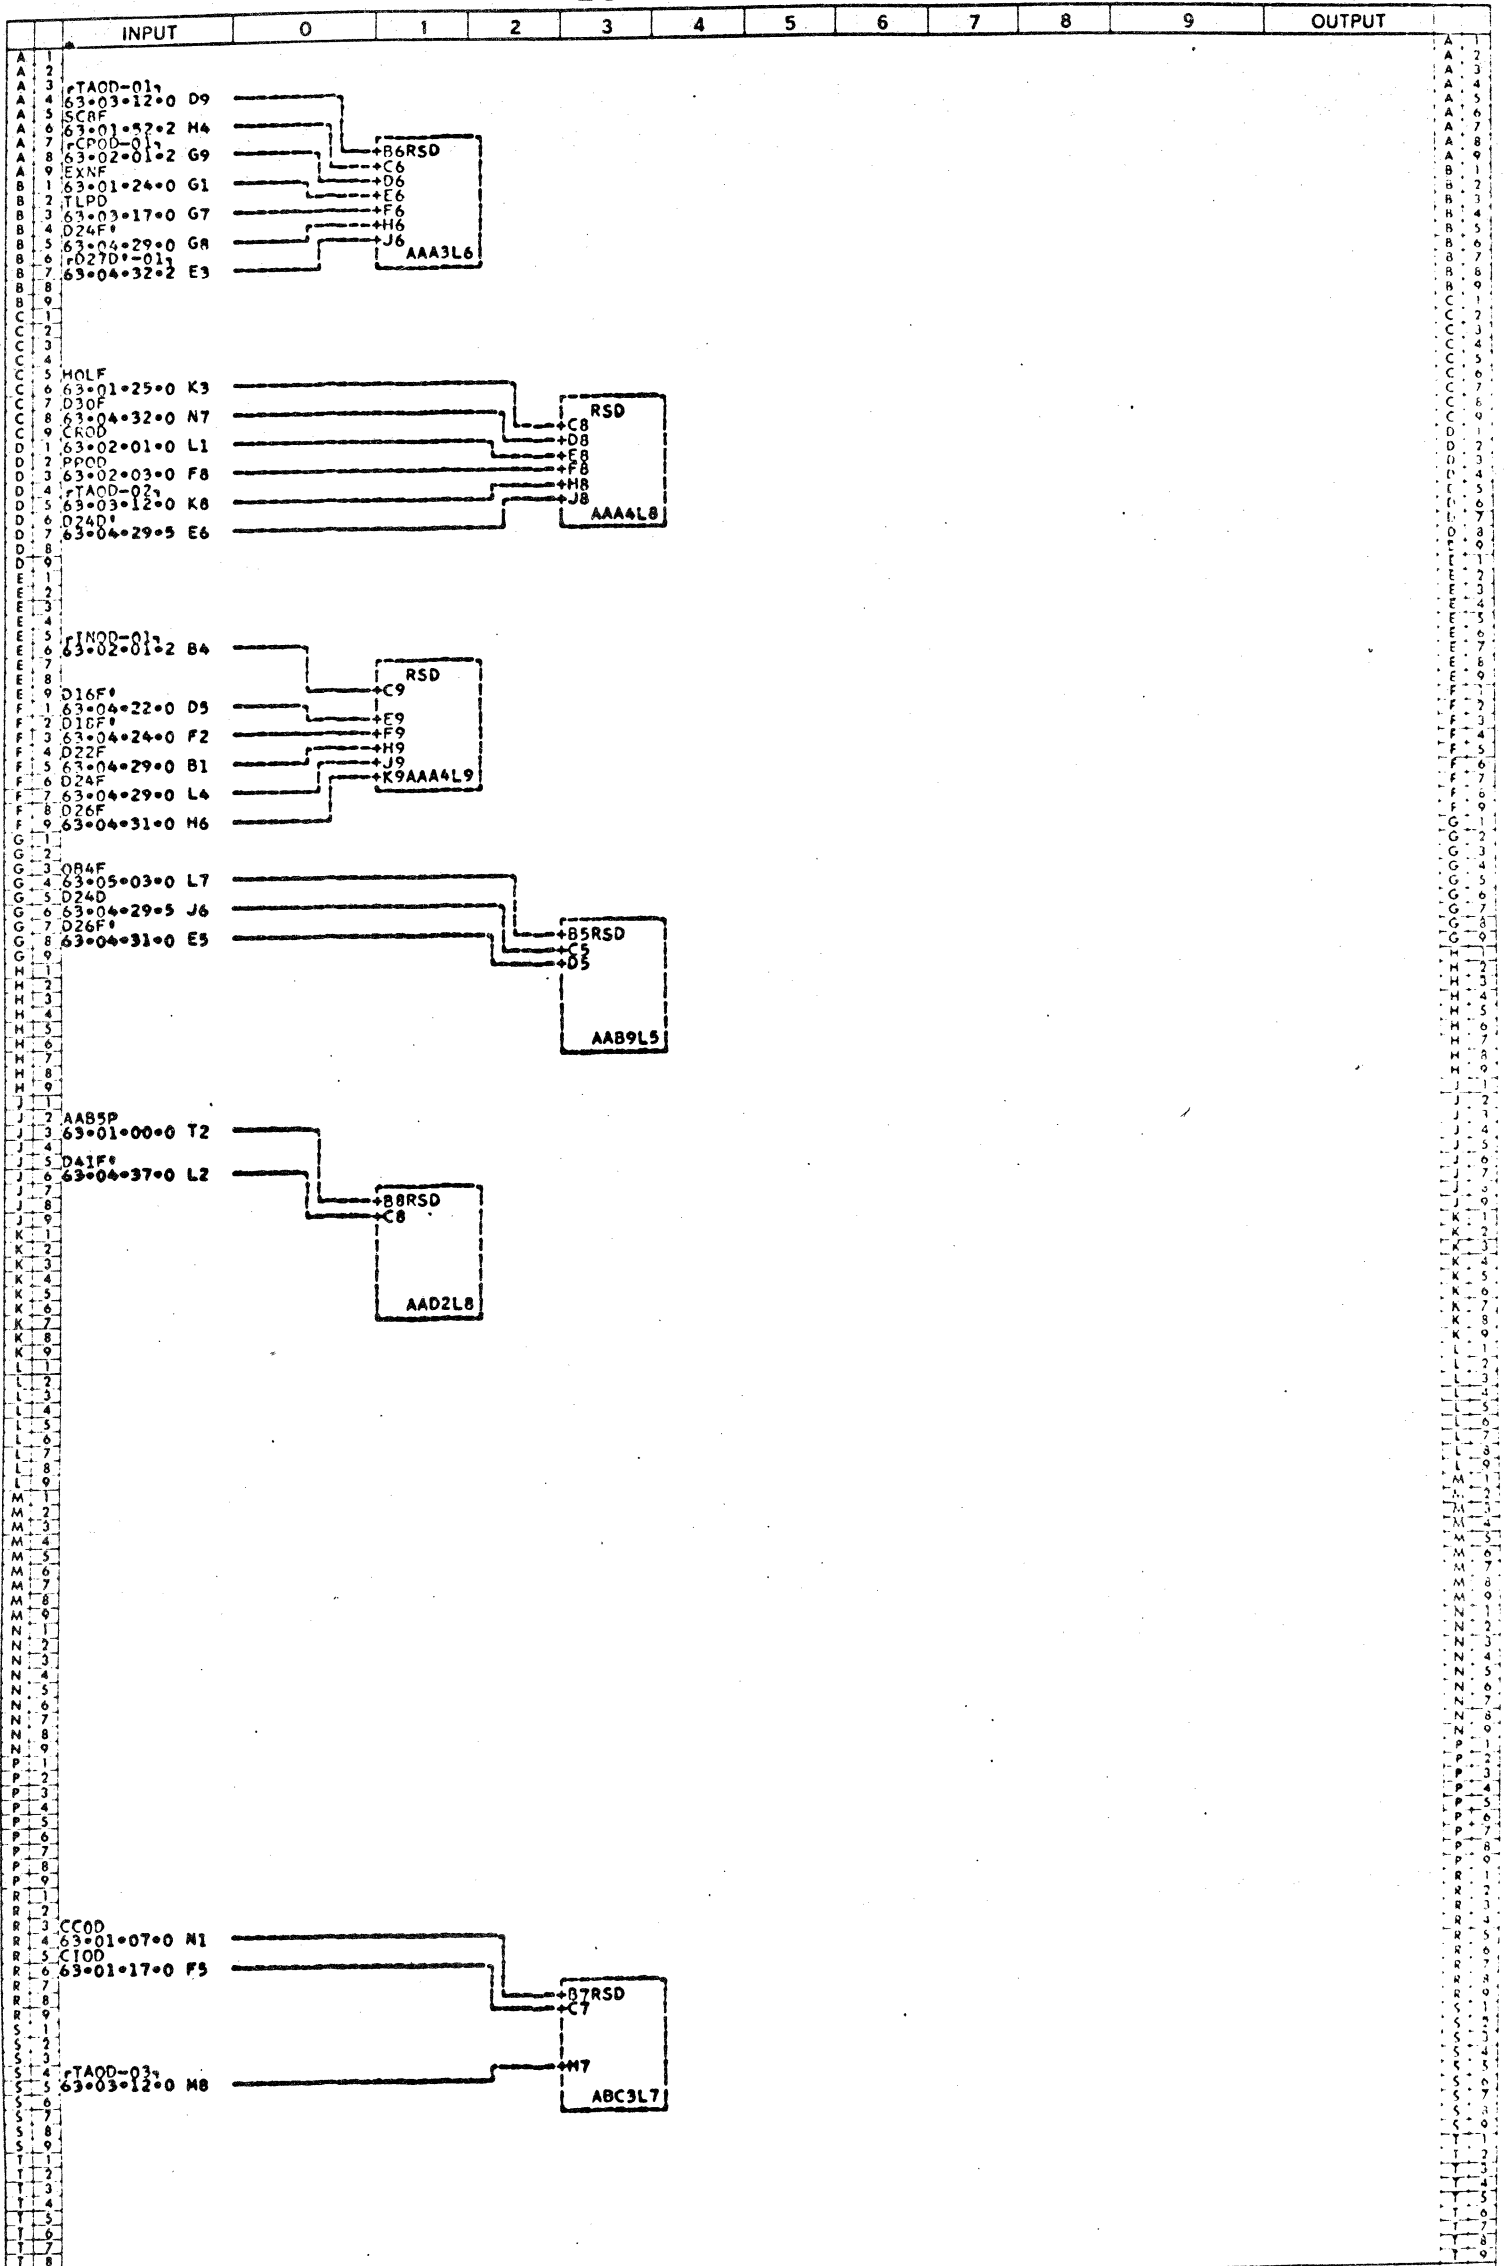 INPUT 0 1 2 3 4 5 6 7 8 9 OUTPUT
┌TAOD-01┐
63•03•12•0 D9
SC8F
63•01•52•2 H4
┌CPOD-01┐
63•02•01•2 G9
EXNF
63•01•24•0 G1
TLPD
63•03•17•0 G7
D24F'
63•04•29•0 G8
┌D27D'-01┐
63•04•32•2 E3
+B6RSD
+C6
+D6
+E6
+F6
+H6
+J6
AAA3L6
HOLF
63•01•25•0 K3
D30F
63•04•32•0 N7
CROD
63•02•01•0 L1
PPOD
63•02•03•0 F8
┌TAOD-02┐
63•03•12•0 K8
D24D'
63•04•29•5 E6
RSD
+C8
+D8
+E8
+F8
+H8
+J8
AAA4L8
┌INOD-01┐
63•02•01•2 B4
D16F'
63•04•22•0 D5
D18F'
63•04•24•0 F2
D22F
63•04•29•0 B1
D24F
63•04•29•0 L4
D26F
63•04•31•0 H6
RSD
+C9
+E9
+F9
+H9
+J9
+K9AAA4L9
OB4F
63•05•03•0 L7
D24D
63•04•29•5 J6
D26F'
63•04•31•0 E5
+B5RSD
+C5
+D5
AAB9L5
AAB5P
63•01•00•0 T2
D41F'
63•04•37•0 L2
+B8RSD
+C8
AAD2L8
CCOD
63•01•07•0 N1
CIOD
63•01•17•0 F5
┌TAOD-03┐
63•03•12•0 M8
+B7RSD
+C7
+H7
ABC3L7